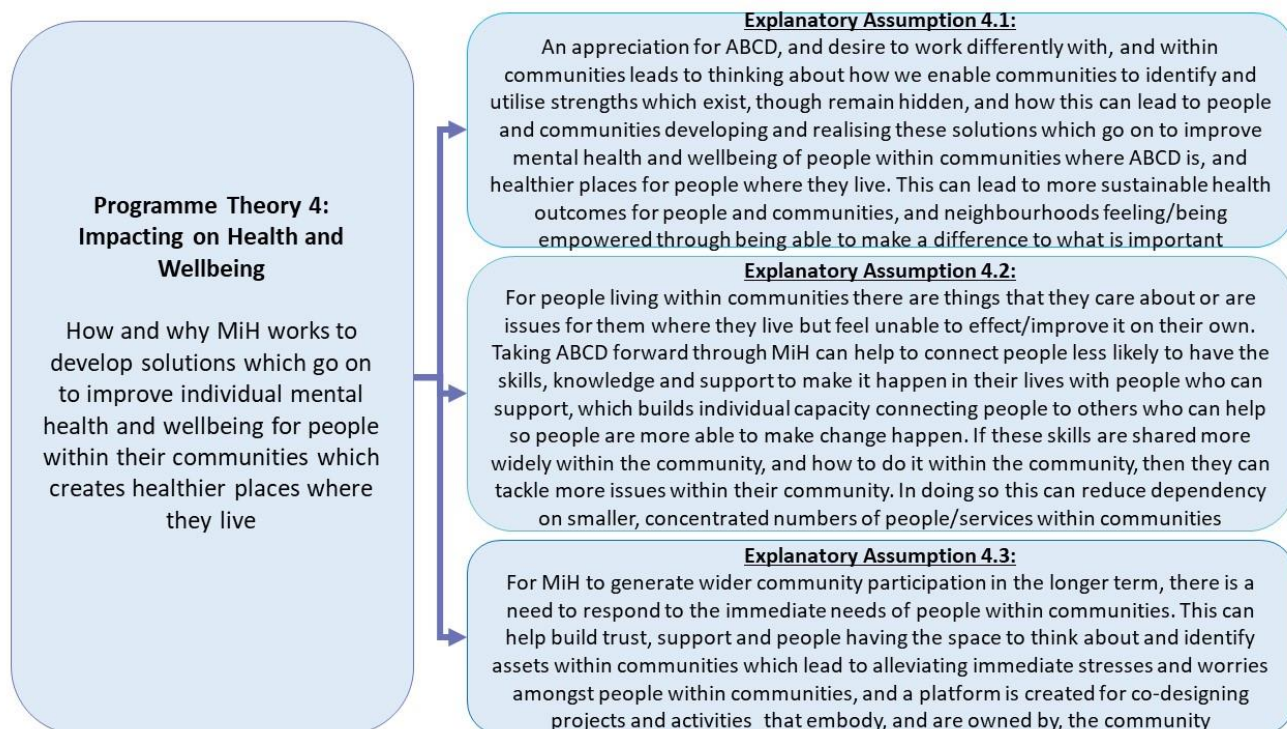 Programme Theory 4:
Impacting on Health and
Wellbeing
How and why MiH works to
develop solutions which go on
to improve individual mental
health and wellbeing for people
within their communities which
creates healthier places where
they live
Explanatory Assumption 4.1:
An appreciation for ABCD, and desire to work differently with, and within
communities leads to thinking about how we enable communities to identify and
utilise strengths which exist, though remain hidden, and how this can lead to people
and communities developing and realising these solutions which go on to improve
mental health and wellbeing of people within communities where ABCD is, and
healthier places for people where they live. This can lead to more sustainable health
outcomes for people and communities, and neighbourhoods feeling/being
empowered through being able to make a difference to what is important
Explanatory Assumption 4.2:
For people living within communities there are things that they care about or are
issues for them where they live but feel unable to effect/improve it on their own.
Taking ABCD forward through MiH can help to connect people less likely to have the
skills, knowledge and support to make it happen in their lives with people who can
support, which builds individual capacity connecting people to others who can help
so people are more able to make change happen. If these skills are shared more
widely within the community, and how to do it within the community, then they can
tackle more issues within their community. In doing so this can reduce dependency
on smaller, concentrated numbers of people/services within communities
Explanatory Assumption 4.3:
For MiH to generate wider community participation in the longer term, there is a
need to respond to the immediate needs of people within communities. This can
help build trust, support and people having the space to think about and identify
assets within communities which lead to alleviating immediate stresses and worries
amongst people within communities, and a platform is created for co-designing
projects and activities that embody, and are owned by, the community